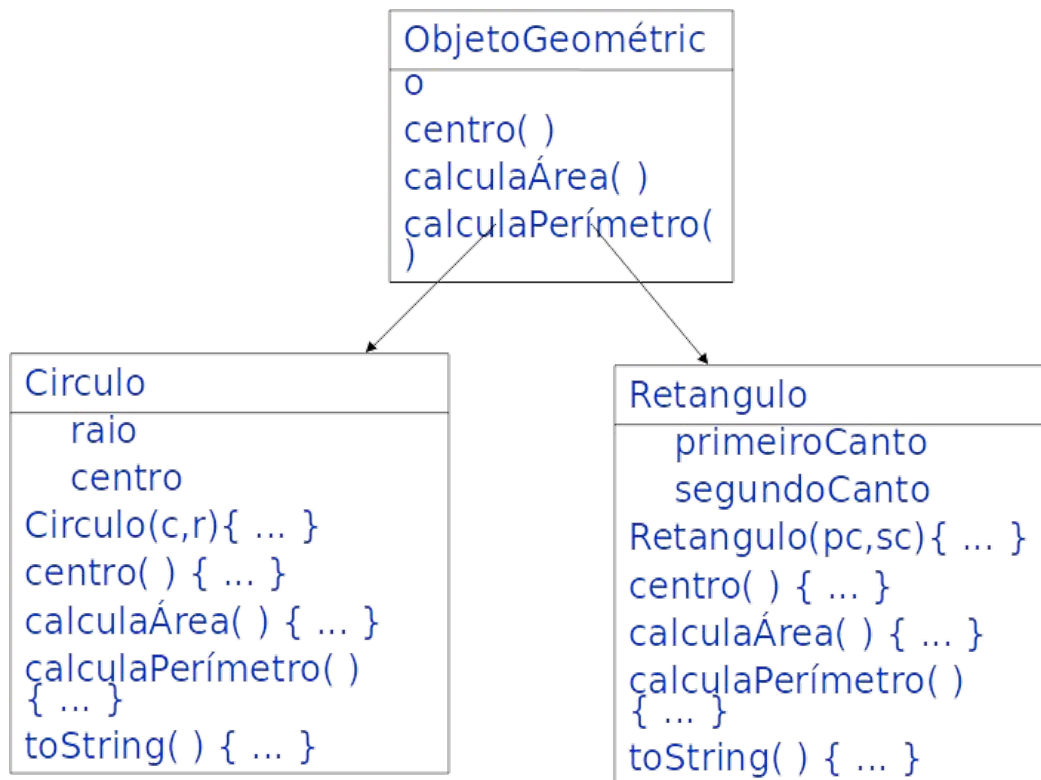 ObjetoGeométric
o
centro( )
calculaÁrea( )
calculaPerímetro(
)
Circulo
raio
centro
Circulo(c,r){ ... }
centro( ) { ... }
calculaÁrea( ) { ... }
calculaPerímetro( )
{ ... }
toString( ) { ... }
Retangulo
primeiroCanto
segundoCanto
Retangulo(pc,sc){ ... }
centro( ) { ... }
calculaÁrea( ) { ... }
calculaPerímetro( )
{ ... }
toString( ) { ... }